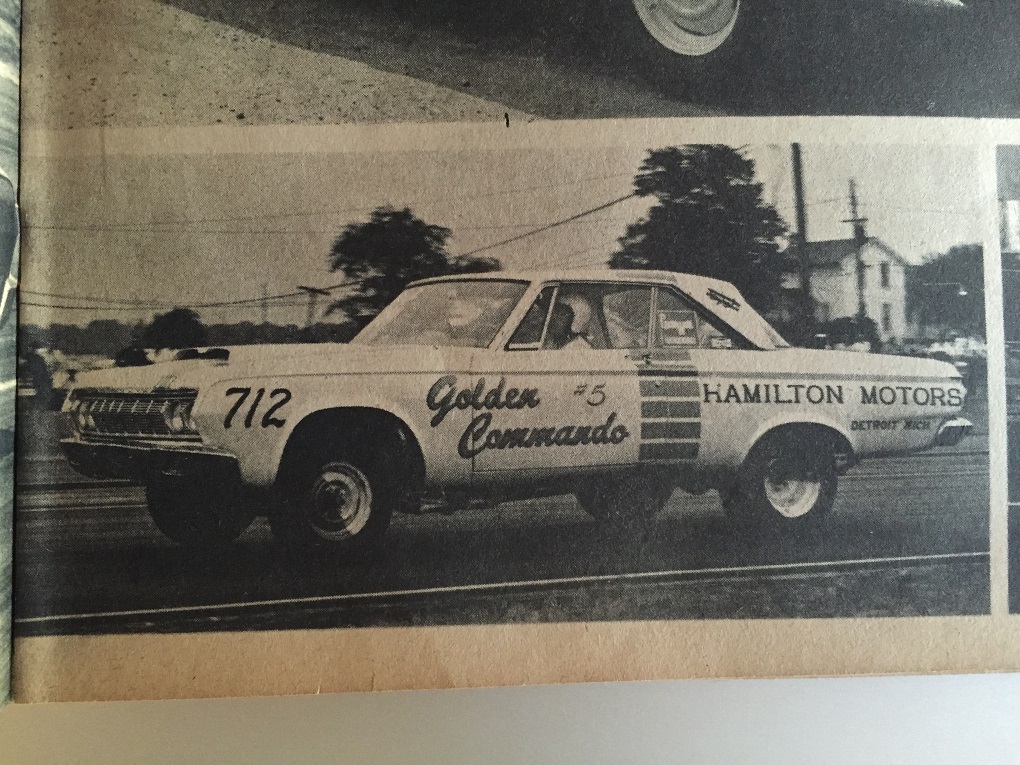 712
Golden #5
Commando
HAMILTON MOTORS
DETROIT MICH